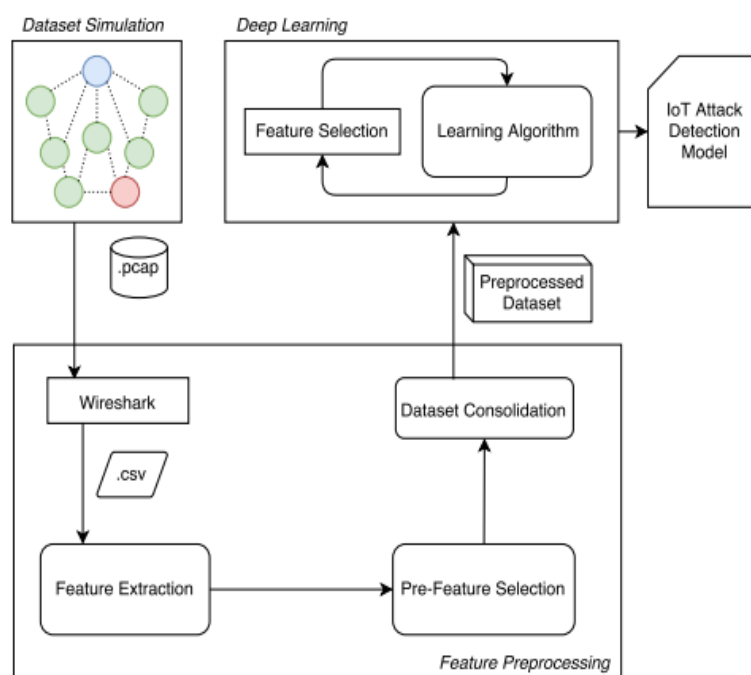 Dataset Simulation
Deep Learning
Feature Selection
Learning Algorithm
IoT Attack
Detection
Model
.pcap
Preprocessed
Dataset
Wireshark
Dataset Consolidation
.csv
Feature Extraction
Pre-Feature Selection
Feature Preprocessing